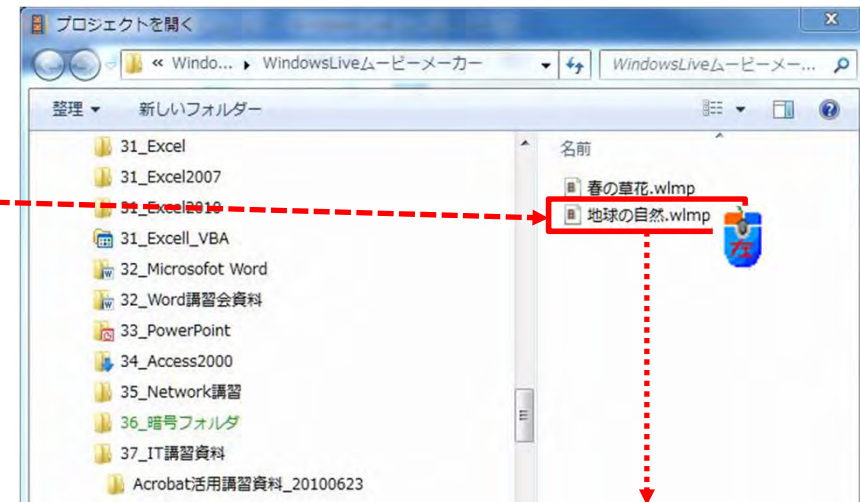 プロジェクトを開く
« Windo... ▸ WindowsLiveムービーメーカー
WindowsLiveムービーメー...
整理 ▼ 新しいフォルダー
31_Excel
31_Excel2007
31_Excel2010
31_Excell_VBA
32_Microsofot Word
32_Word講習会資料
33_PowerPoint
34_Access2000
35_Network講習
36_暗号フォルダ
37_IT講習資料
Acrobat活用講習資料_20100623
名前
春の草花.wlmp
地球の自然.wlmp
左